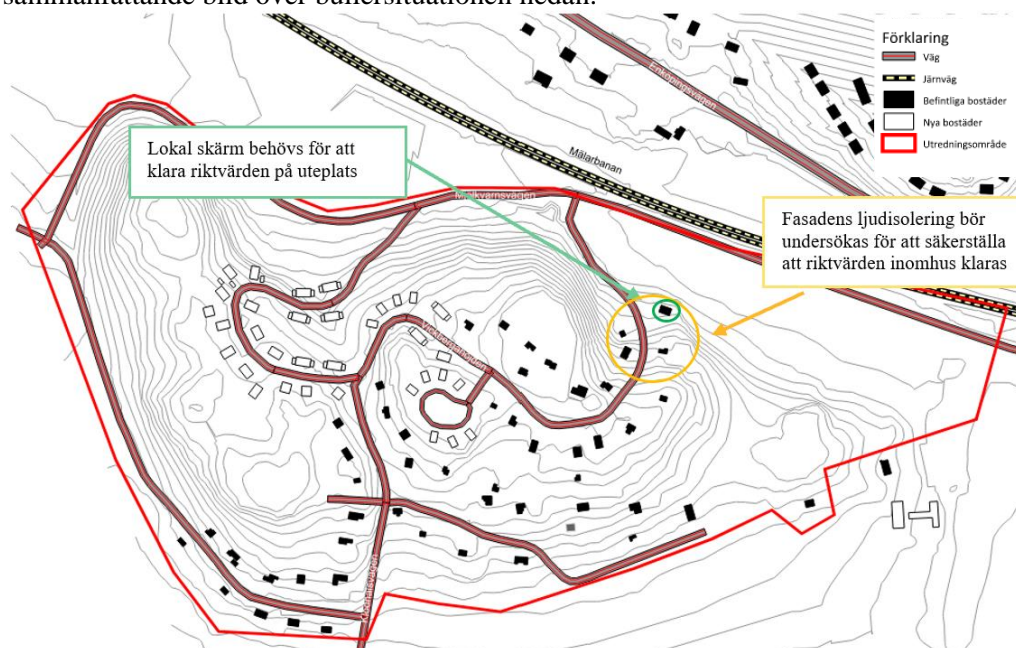 sammanfattande bild över bullersituationen nedan.
Förklaring
Väg
Järnväg
Befintliga bostäder
Nya bostäder
Utredningsområde
Enköpingsvägen
Mälarbanan
Lokal skärm behövs för att
klara riktvärden på uteplats
Fasadens ljudisolering bör
undersökas för att säkerställa
att riktvärden inomhus klaras